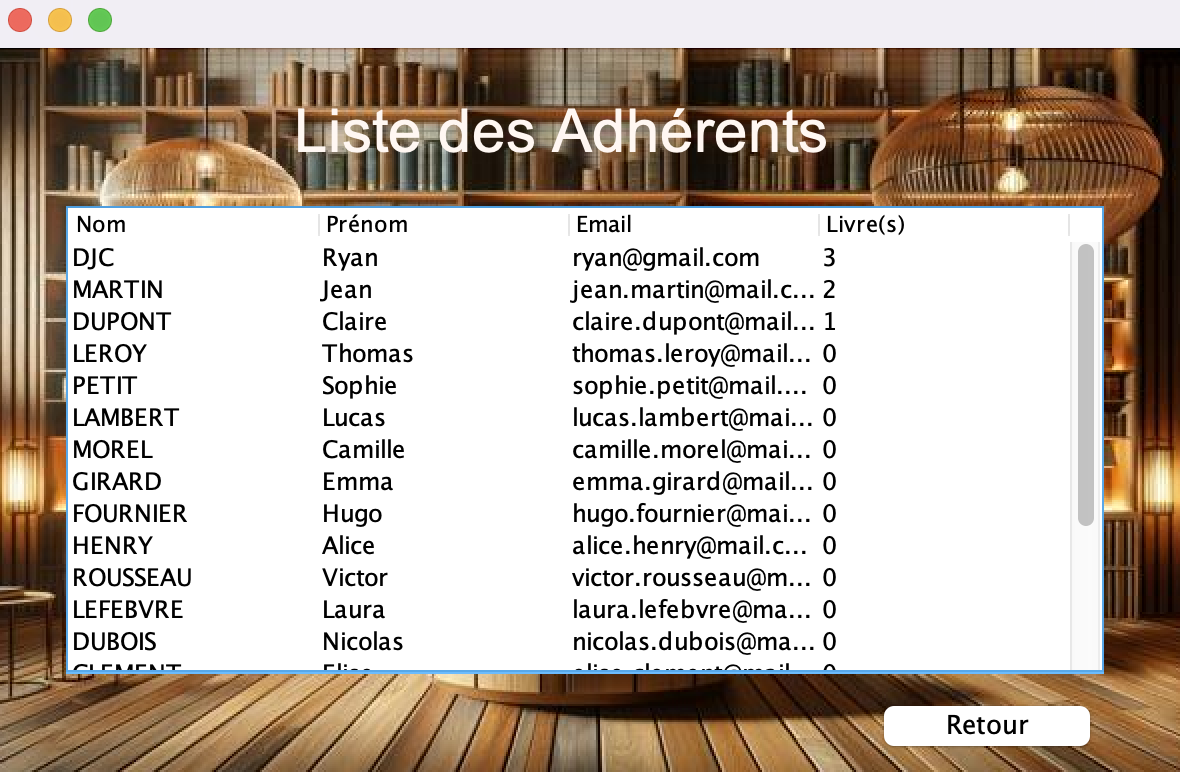 Liste des Adhérents
Nom Prénom Email Livre(s)
DJC Ryan ryan@gmail.com 3
MARTIN Jean jean.martin@mail.c... 2
DUPONT Claire claire.dupont@mail... 1
LEROY Thomas thomas.leroy@mail... 0
PETIT Sophie sophie.petit@mail.... 0
LAMBERT Lucas lucas.lambert@mai... 0
MOREL Camille camille.morel@mai... 0
GIRARD Emma emma.girard@mail... 0
FOURNIER Hugo hugo.fournier@mai... 0
HENRY Alice alice.henry@mail.c... 0
ROUSSEAU Victor victor.rousseau@m... 0
LEFEBVRE Laura laura.lefebvre@ma... 0
DUBOIS Nicolas nicolas.dubois@ma... 0
Retour